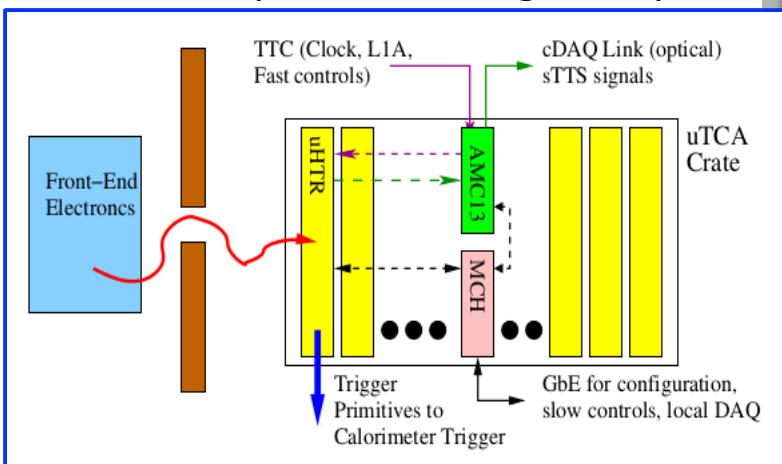 TTC (Clock, L1A,
Fast controls)
cDAQ Link (optical)
sTTS signals
uTCA
Crate
Front–End
Electroncs
uHTR
AMC13
MCH
Trigger
Primitives to
Calorimeter Trigger
GbE for configuration,
slow controls, local DAQ